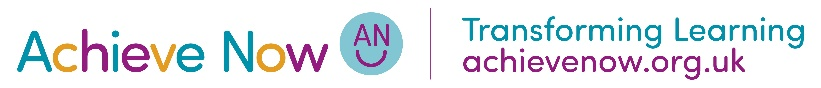 Achieve Now
AN
Transforming Learning
achievenow.org.uk